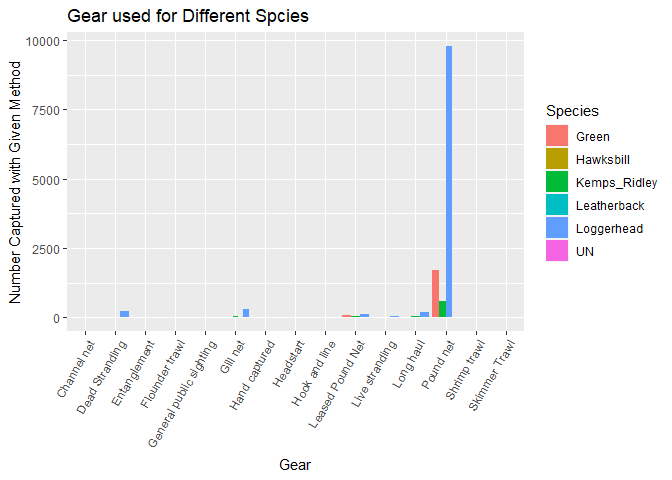 Gear used for Different Spcies
Number Captured with Given Method
10000
7500
5000
2500
0
Channel net
Dead Stranding
Entanglement
Flounder trawl
General public sighting
Gill net
Hand captured
Headstart
Hook and line
Leased Pound Net
Live stranding
Long haul
Pound net
Shrimp trawl
Skimmer Trawl
Gear
Species
Green
Hawksbill
Kemps_Ridley
Leatherback
Loggerhead
UN